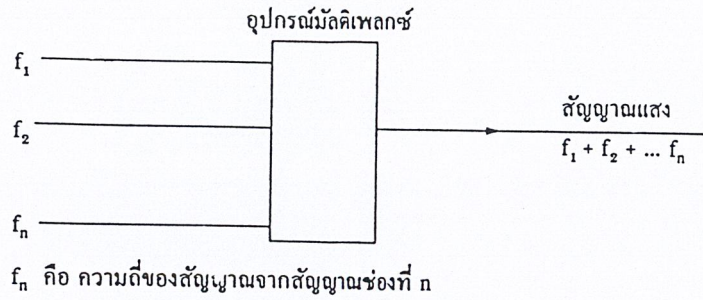 อุปกรณ์มัลติเพลกซ์
f₁
f₂
fₙ
สัญญาณแสง
f₁ + f₂ + ... fₙ
fₙ คือ ความถี่ของสัญญาณจากสัญญาณช่องที่ n